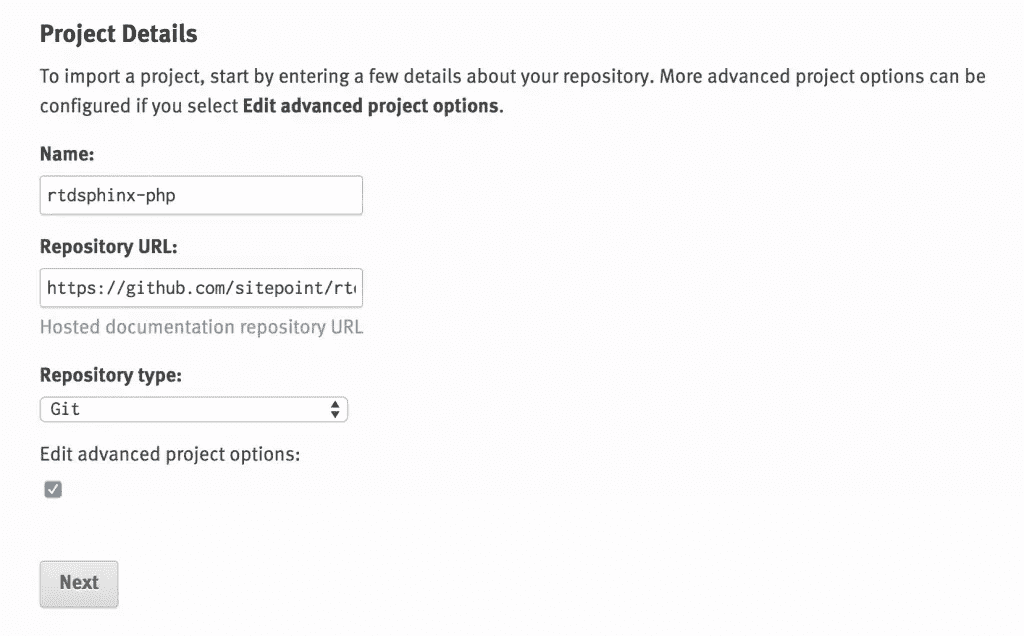 Project Details
To import a project, start by entering a few details about your repository. More advanced project options can be
configured if you select Edit advanced project options.
Name:
rtdsphinx-php
Repository URL:
https://github.com/sitepoint/rt
Hosted documentation repository URL
Repository type:
Git
Edit advanced project options:
Next